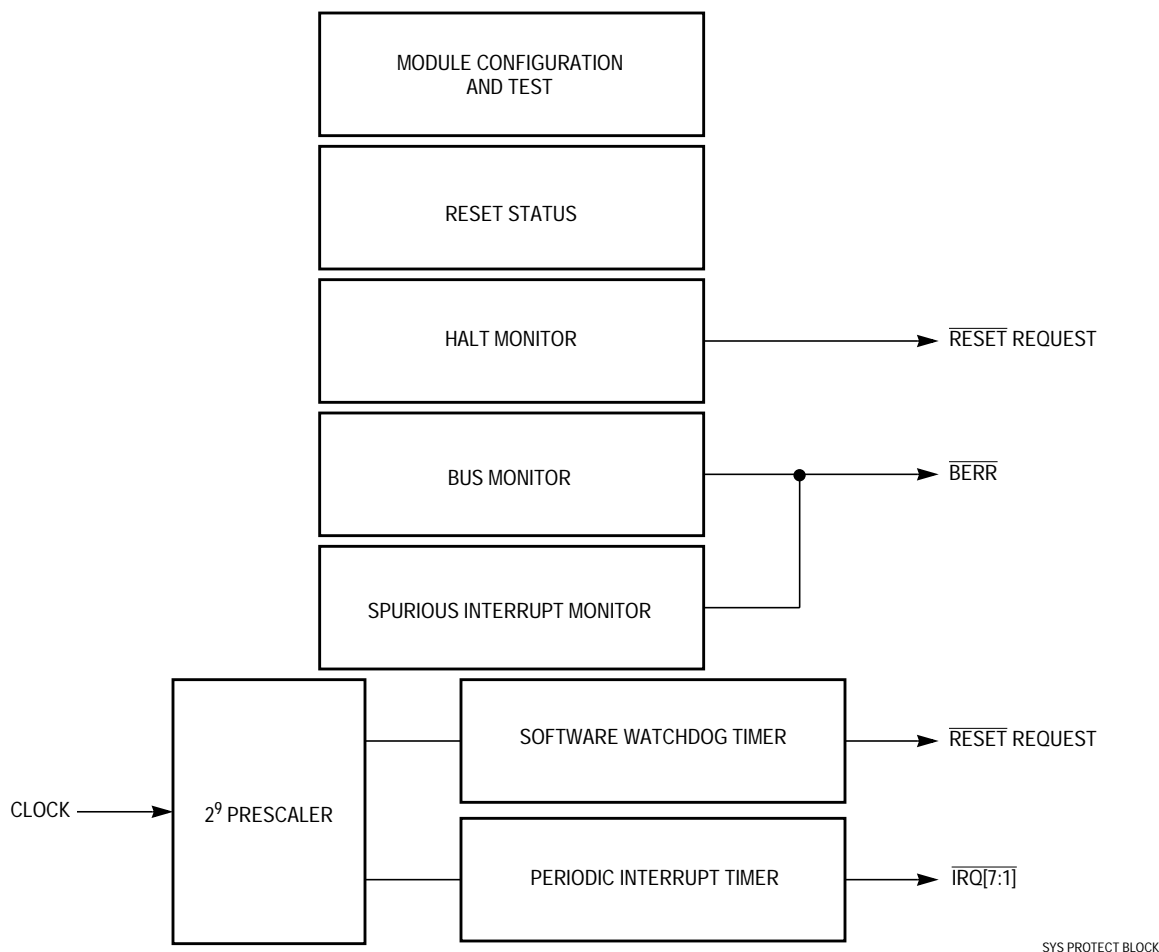 MODULE CONFIGURATION
AND TEST
RESET STATUS
HALT MONITOR
RESET REQUEST
BUS MONITOR
BERR
SPURIOUS INTERRUPT MONITOR
SOFTWARE WATCHDOG TIMER
RESET REQUEST
CLOCK
2⁹ PRESCALER
PERIODIC INTERRUPT TIMER
IRQ[7:1]
SYS PROTECT BLOCK